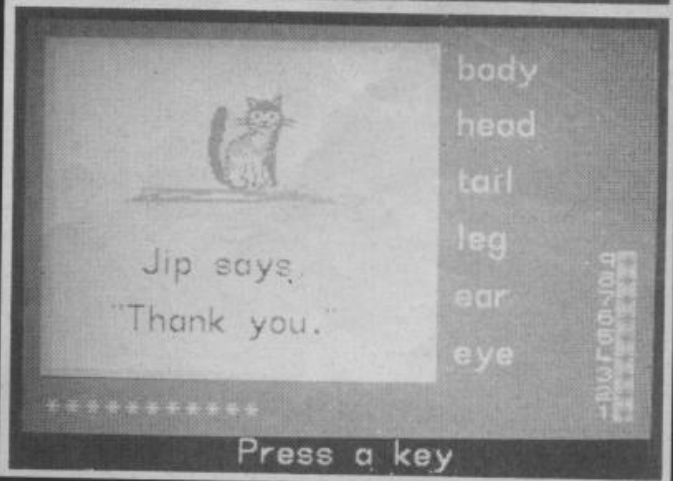 Jip says,
"Thank you."
body
head
tail
leg
ear
eye
***********
Press a key